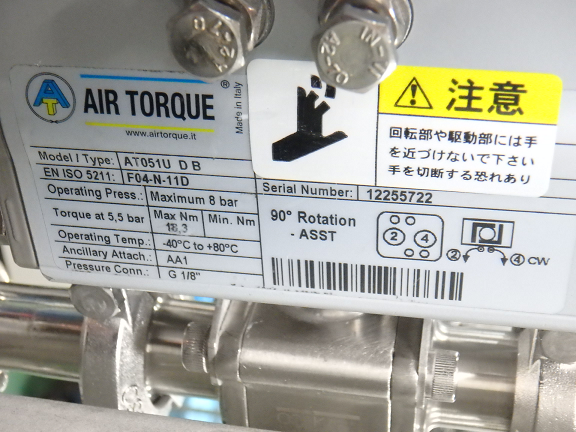 A2-70
AT
AIR TORQUE ®
Made in Italy
www.airtorque.it
注意
回転部や駆動部には手
を近づけないで下さい
手を切断する恐れあり
Model / Type: AT051U D B
EN ISO 5211: F04-N-11D
Operating Press.: Maximum 8 bar
Serial Number: 12255722
Torque at 5,5 bar Max Nm Min. Nm
18,3
90° Rotation
- ASST
2 4
2 4 CW
Operating Temp.: -40°C to +80°C
Ancillary Attach.: AA1
Pressure Conn.: G 1/8"